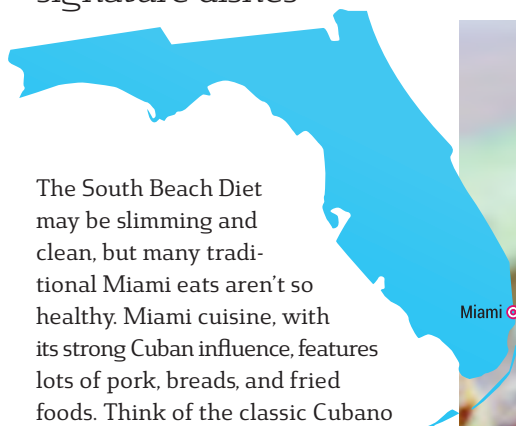 signature dishes
The South Beach Diet
may be slimming and
clean, but many tradi-
tional Miami eats aren’t so
healthy. Miami cuisine, with
its strong Cuban influence, features
lots of pork, breads, and fried
foods. Think of the classic Cubano
Miami